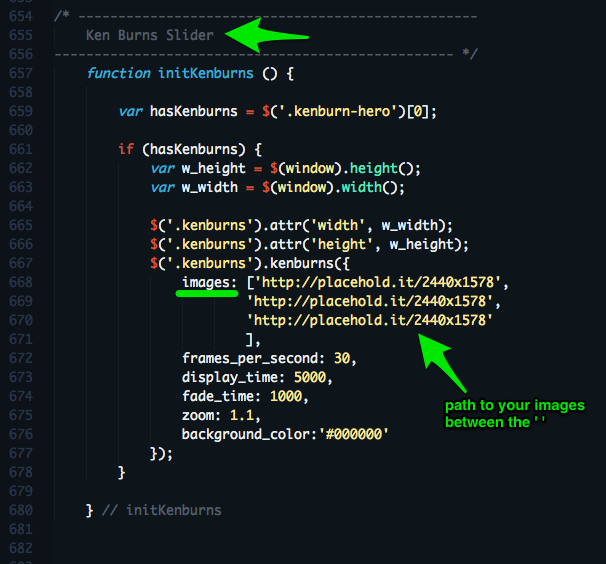 654 /* --------------------------------------------------
655     Ken Burns Slider
656 -------------------------------------------------- */
657     function initKenburns () {
658
659         var hasKenburns = $('.kenburn-hero')[0];
660
661         if (hasKenburns) {
662             var w_height = $(window).height();
663             var w_width = $(window).width();
664
665             $('.kenburns').attr('width', w_width);
666             $('.kenburns').attr('height', w_height);
667             $('.kenburns').kenburns({
668                 images: ['http://placehold.it/2440x1578',
669                         'http://placehold.it/2440x1578',
670                         'http://placehold.it/2440x1578'
671                         ],
672                 frames_per_second: 30,
673                 display_time: 5000,
674                 fade_time: 1000,
675                 zoom: 1.1,
676                 background_color:'#000000'
677             });
678         }
679
680     } // initKenburns
681
682
path to your images
between the ' '